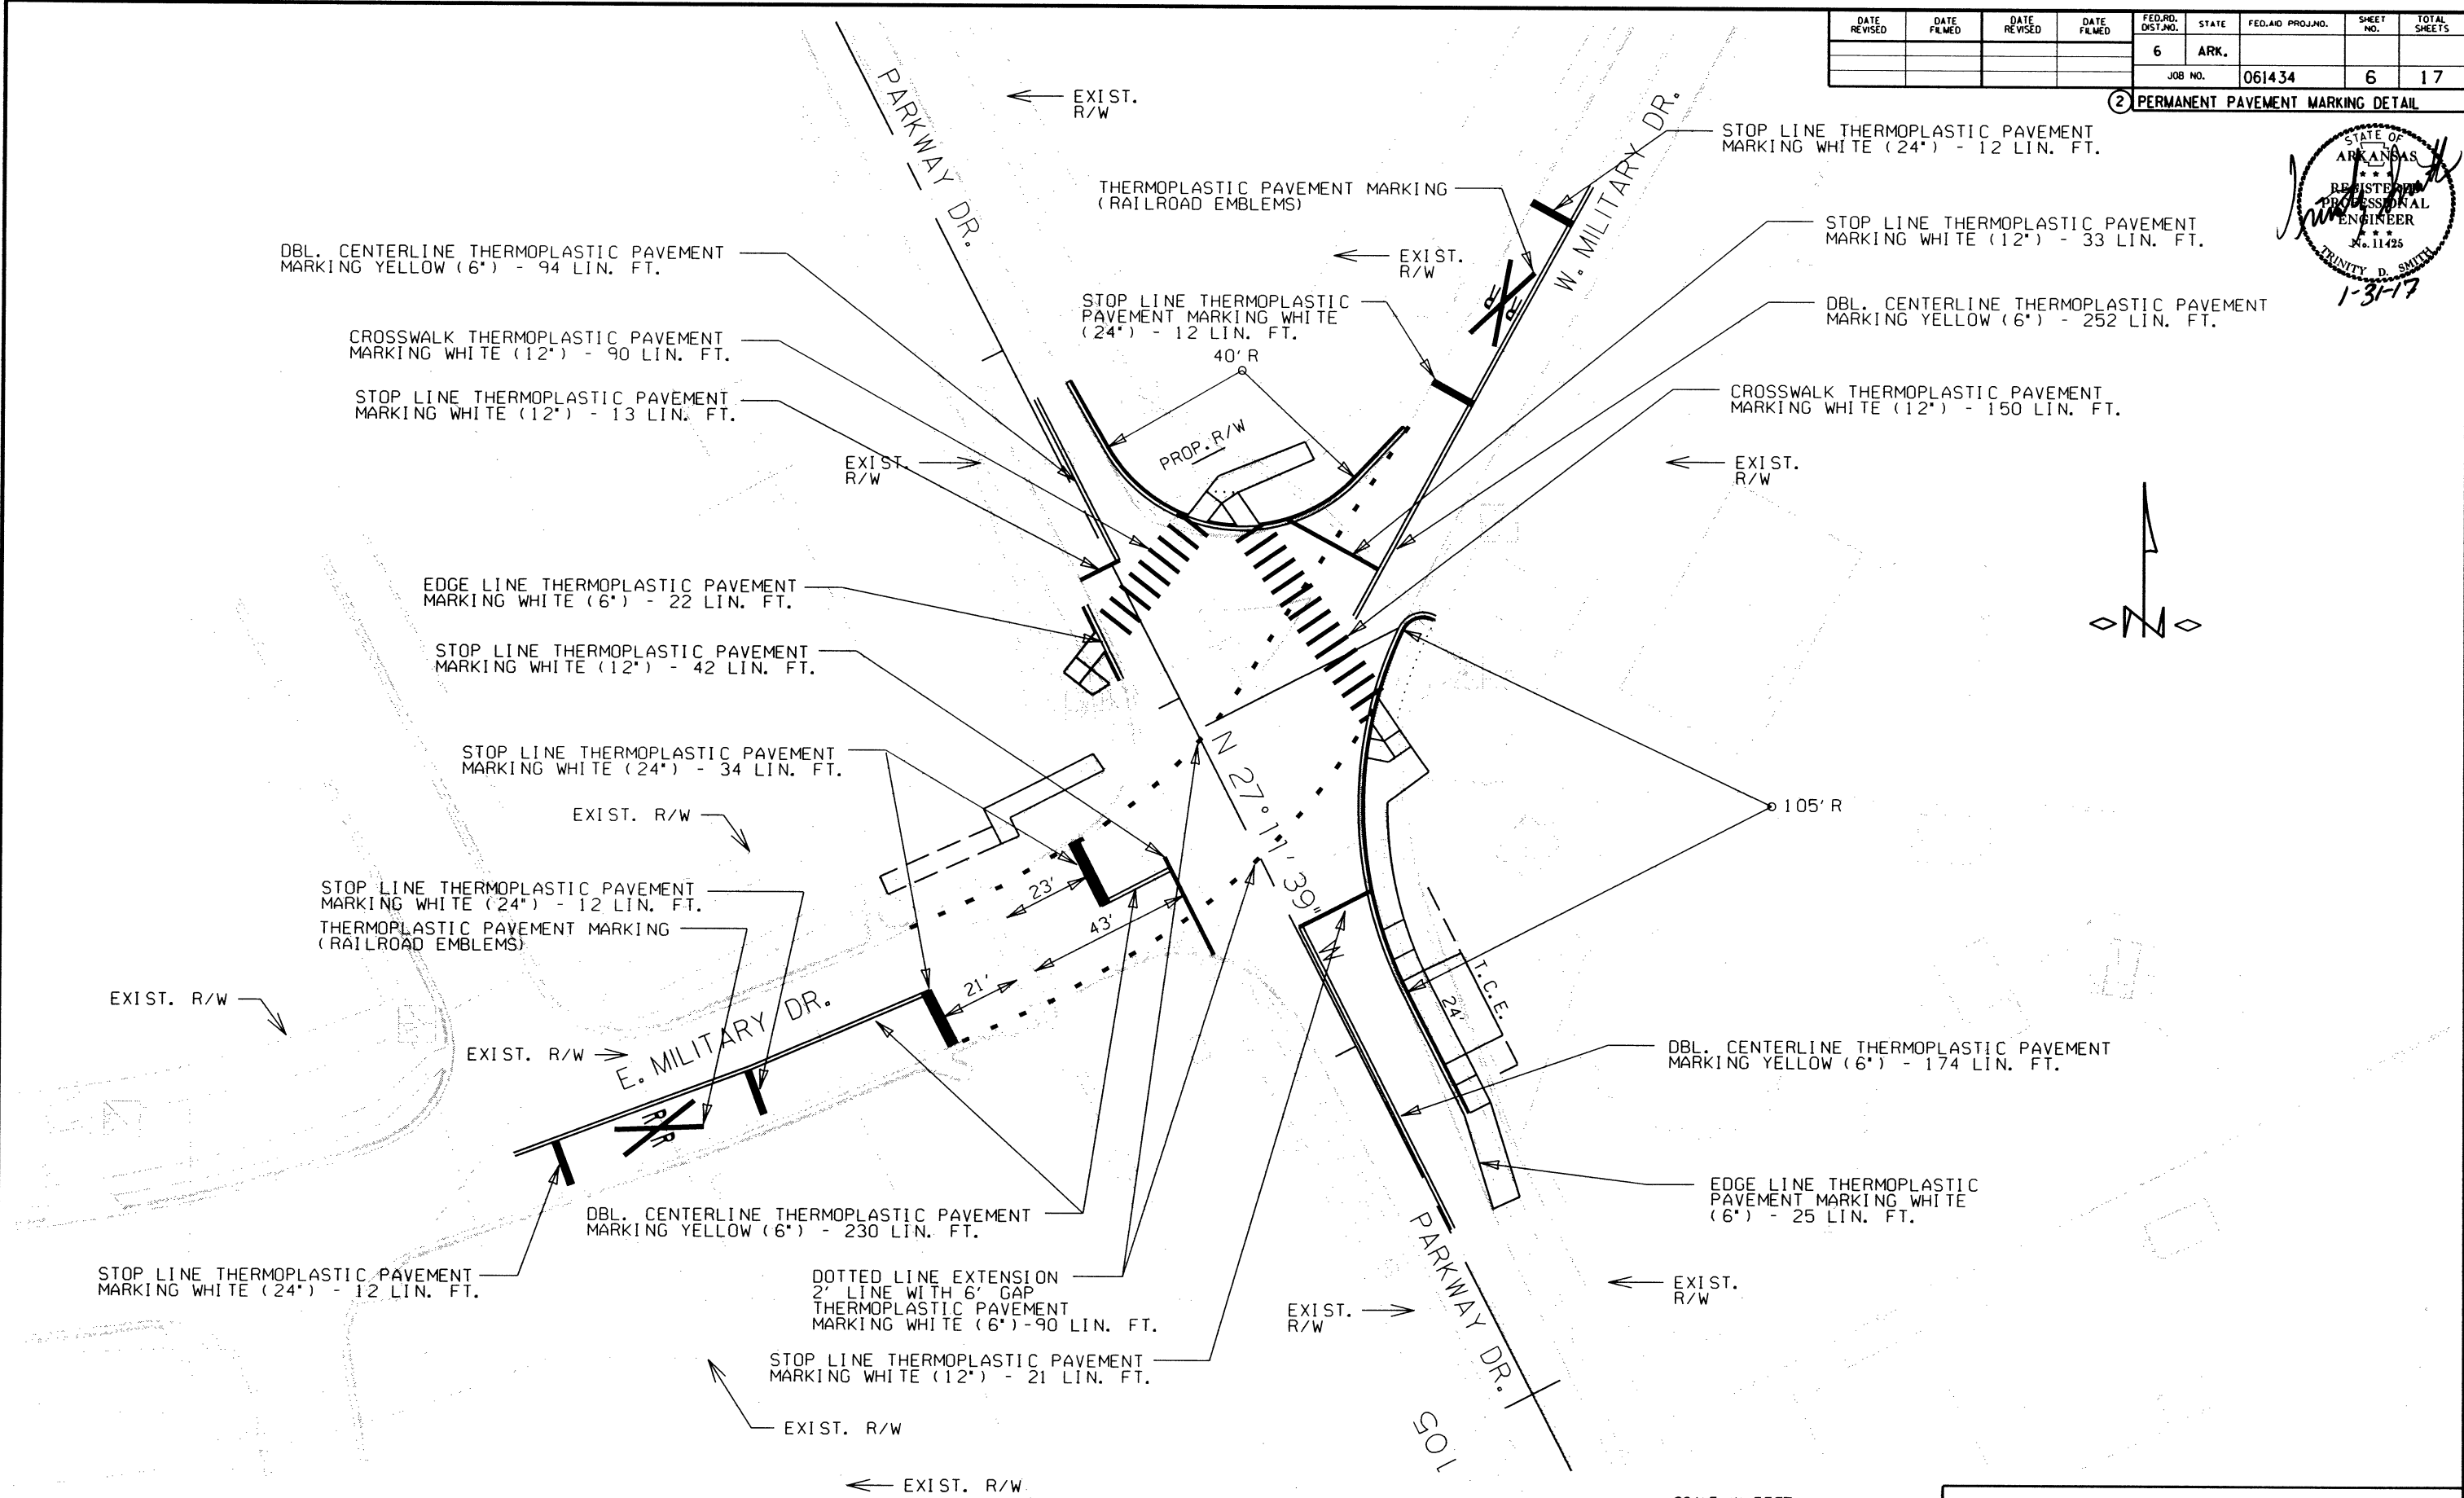 DATE REVISED
DATE FILMED
DATE REVISED
DATE FILMED
FED.RD. DIST.NO.
STATE
FED.AID PROJ.NO.
SHEET NO.
TOTAL SHEETS
6
ARK.
JOB NO.
061434
6
17
2 PERMANENT PAVEMENT MARKING DETAIL
STATE OF
ARKANSAS
REGISTERED
PROFESSIONAL
ENGINEER
No. 11425
TRINITY D. SMITH
1-31-17
PARKWAY DR.
EXIST.
R/W
W. MILITARY DR.
STOP LINE THERMOPLASTIC PAVEMENT
MARKING WHITE (24") - 12 LIN. FT.
THERMOPLASTIC PAVEMENT MARKING
(RAILROAD EMBLEMS)
STOP LINE THERMOPLASTIC PAVEMENT
MARKING WHITE (12") - 33 LIN. FT.
DBL. CENTERLINE THERMOPLASTIC PAVEMENT
MARKING YELLOW (6") - 94 LIN. FT.
EXIST.
R/W
R
R
STOP LINE THERMOPLASTIC
PAVEMENT MARKING WHITE
(24") - 12 LIN. FT.
DBL. CENTERLINE THERMOPLASTIC PAVEMENT
MARKING YELLOW (6") - 252 LIN. FT.
CROSSWALK THERMOPLASTIC PAVEMENT
MARKING WHITE (12") - 90 LIN. FT.
40' R
STOP LINE THERMOPLASTIC PAVEMENT
MARKING WHITE (12") - 13 LIN. FT.
CROSSWALK THERMOPLASTIC PAVEMENT
MARKING WHITE (12") - 150 LIN. FT.
PROP. R/W
EXIST.
R/W
EXIST.
R/W
EDGE LINE THERMOPLASTIC PAVEMENT
MARKING WHITE (6") - 22 LIN. FT.
N
STOP LINE THERMOPLASTIC PAVEMENT
MARKING WHITE (12") - 42 LIN. FT.
STOP LINE THERMOPLASTIC PAVEMENT
MARKING WHITE (24") - 34 LIN. FT.
N 27° 11' 39" W
105' R
EXIST. R/W
23'
43'
21'
STOP LINE THERMOPLASTIC PAVEMENT
MARKING WHITE (24") - 12 LIN. FT.
THERMOPLASTIC PAVEMENT MARKING
(RAILROAD EMBLEMS)
T.C.E.
24'
EXIST. R/W
EXIST. R/W
E. MILITARY DR.
R
R
DBL. CENTERLINE THERMOPLASTIC PAVEMENT
MARKING YELLOW (6") - 174 LIN. FT.
EDGE LINE THERMOPLASTIC
PAVEMENT MARKING WHITE
(6") - 25 LIN. FT.
DBL. CENTERLINE THERMOPLASTIC PAVEMENT
MARKING YELLOW (6") - 230 LIN. FT.
STOP LINE THERMOPLASTIC PAVEMENT
MARKING WHITE (24") - 12 LIN. FT.
DOTTED LINE EXTENSION
2' LINE WITH 6' GAP
THERMOPLASTIC PAVEMENT
MARKING WHITE (6")-90 LIN. FT.
EXIST.
R/W
EXIST.
R/W
PARKWAY DR.
STOP LINE THERMOPLASTIC PAVEMENT
MARKING WHITE (12") - 21 LIN. FT.
EXIST. R/W
105
EXIST. R/W